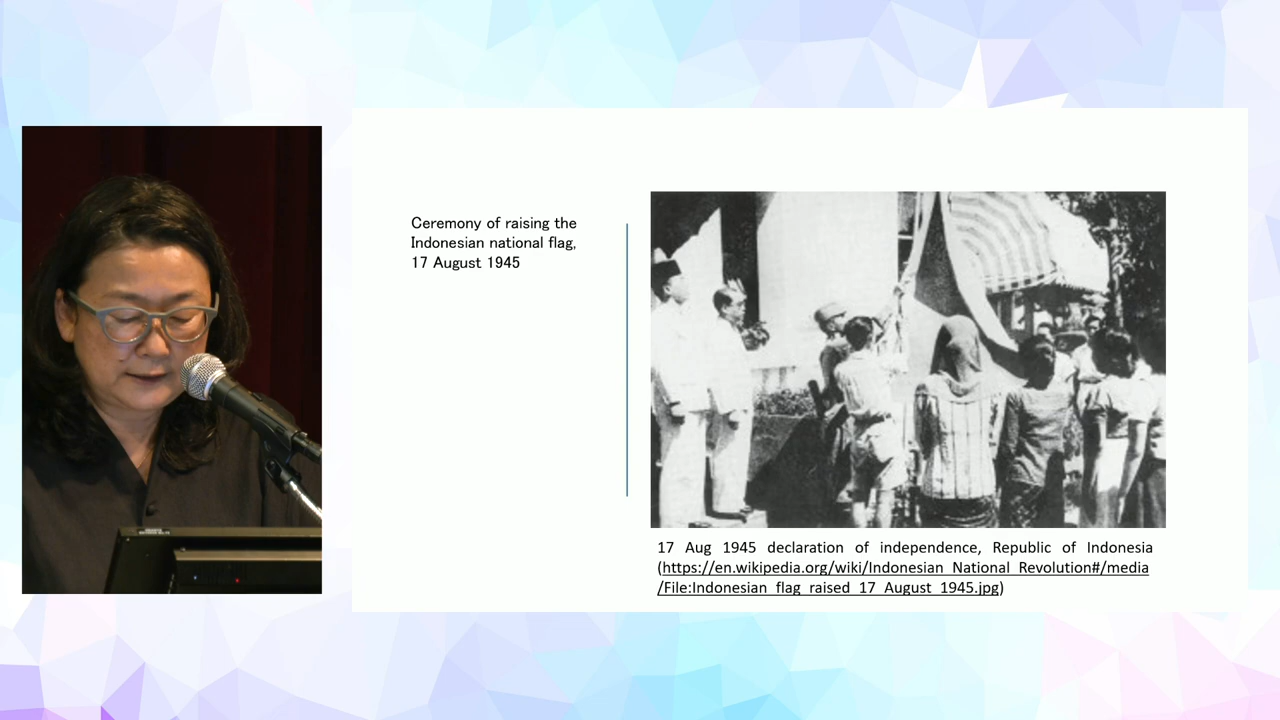 Ceremony of raising the
Indonesian national flag,
17 August 1945
17 Aug 1945 declaration of independence, Republic of Indonesia
(https://en.wikipedia.org/wiki/Indonesian_National_Revolution#/media
/File:Indonesian_flag_raised_17_August_1945.jpg)